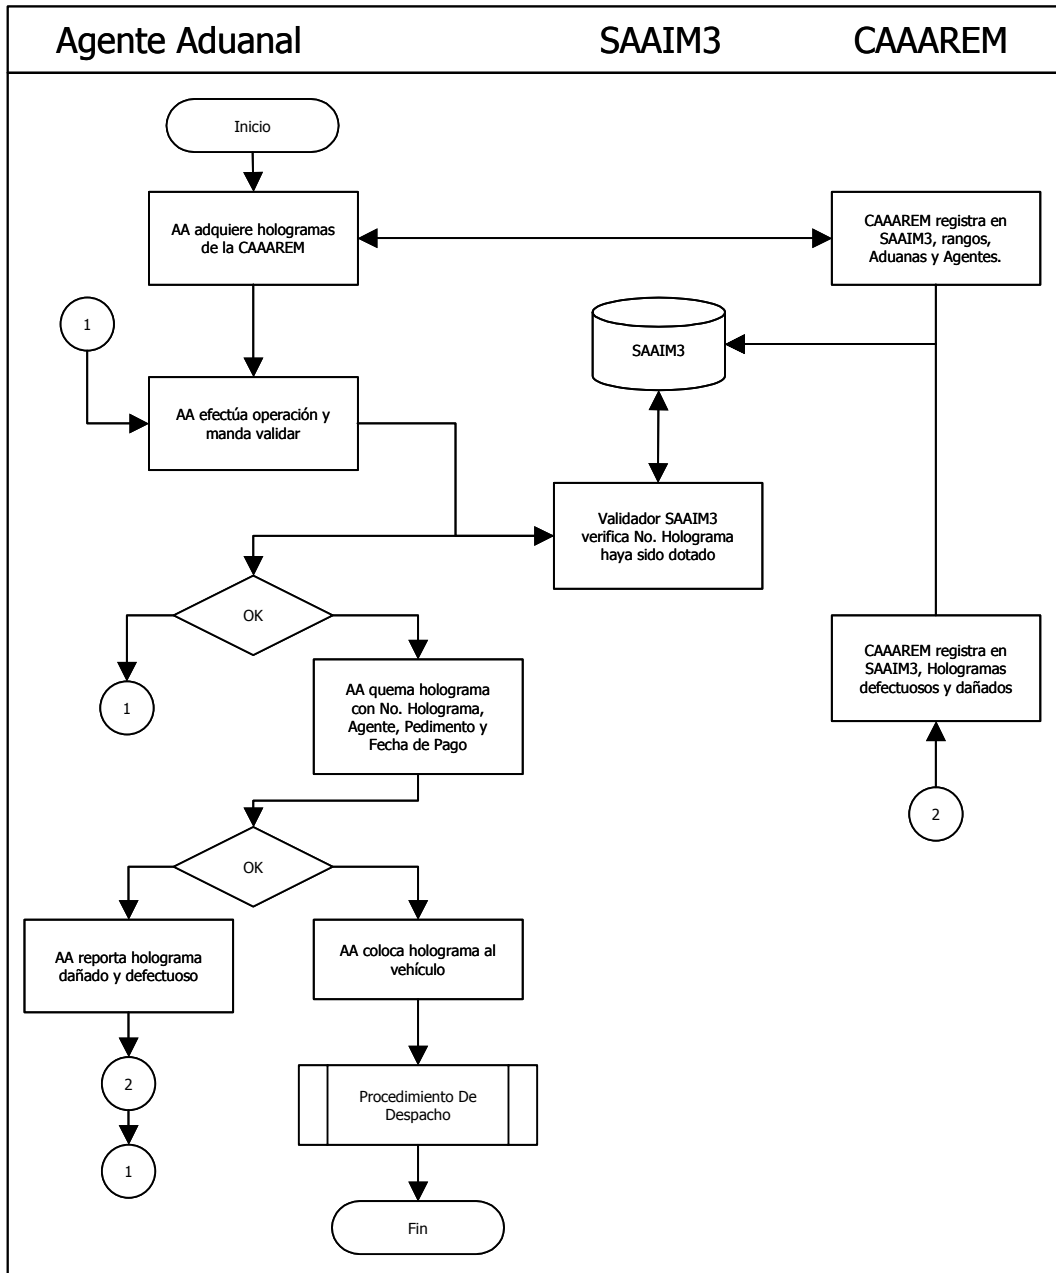 Agente Aduanal
SAAIM3
CAAAREM
Inicio
AA adquiere hologramas
de la CAAAREM
CAAAREM registra en
SAAIM3, rangos,
Aduanas y Agentes.
1
SAAIM3
AA efectúa operación y
manda validar
Validador SAAIM3
verifica No. Holograma
haya sido dotado
OK
1
AA quema holograma
con No. Holograma,
Agente, Pedimento y
Fecha de Pago
CAAAREM registra en
SAAIM3, Hologramas
defectuosos y dañados
2
OK
AA reporta holograma
dañado y defectuoso
AA coloca holograma al
vehículo
2
Procedimiento De
Despacho
1
Fin